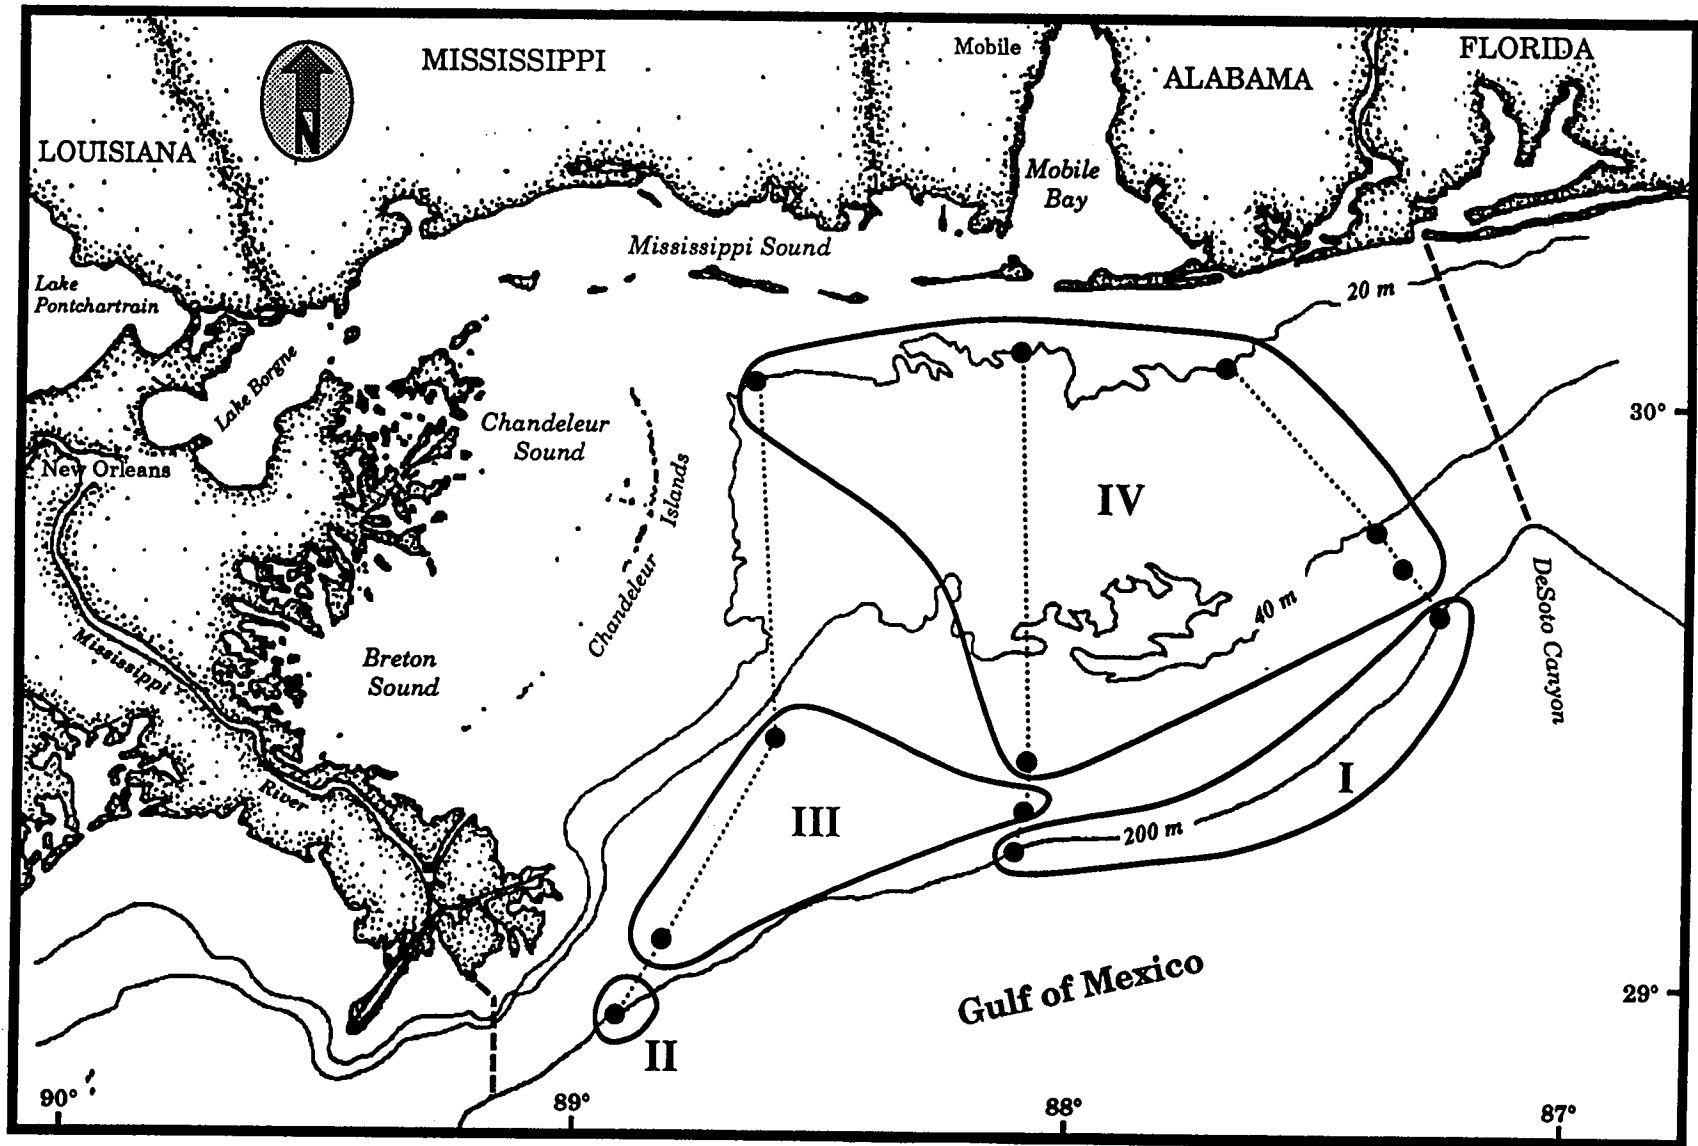 MISSISSIPPI
Mobile
ALABAMA
FLORIDA
N
LOUISIANA
Mobile
Bay
Mississippi Sound
Lake
Pontchartrain
20 m
Lake Borgne
Chandeleur
Sound
30°
New Orleans
Chandeleur Islands
IV
DeSoto Canyon
40 m
Mississippi River
Breton
Sound
I
III
200 m
Gulf of Mexico
29°
II
90°
89°
88°
87°